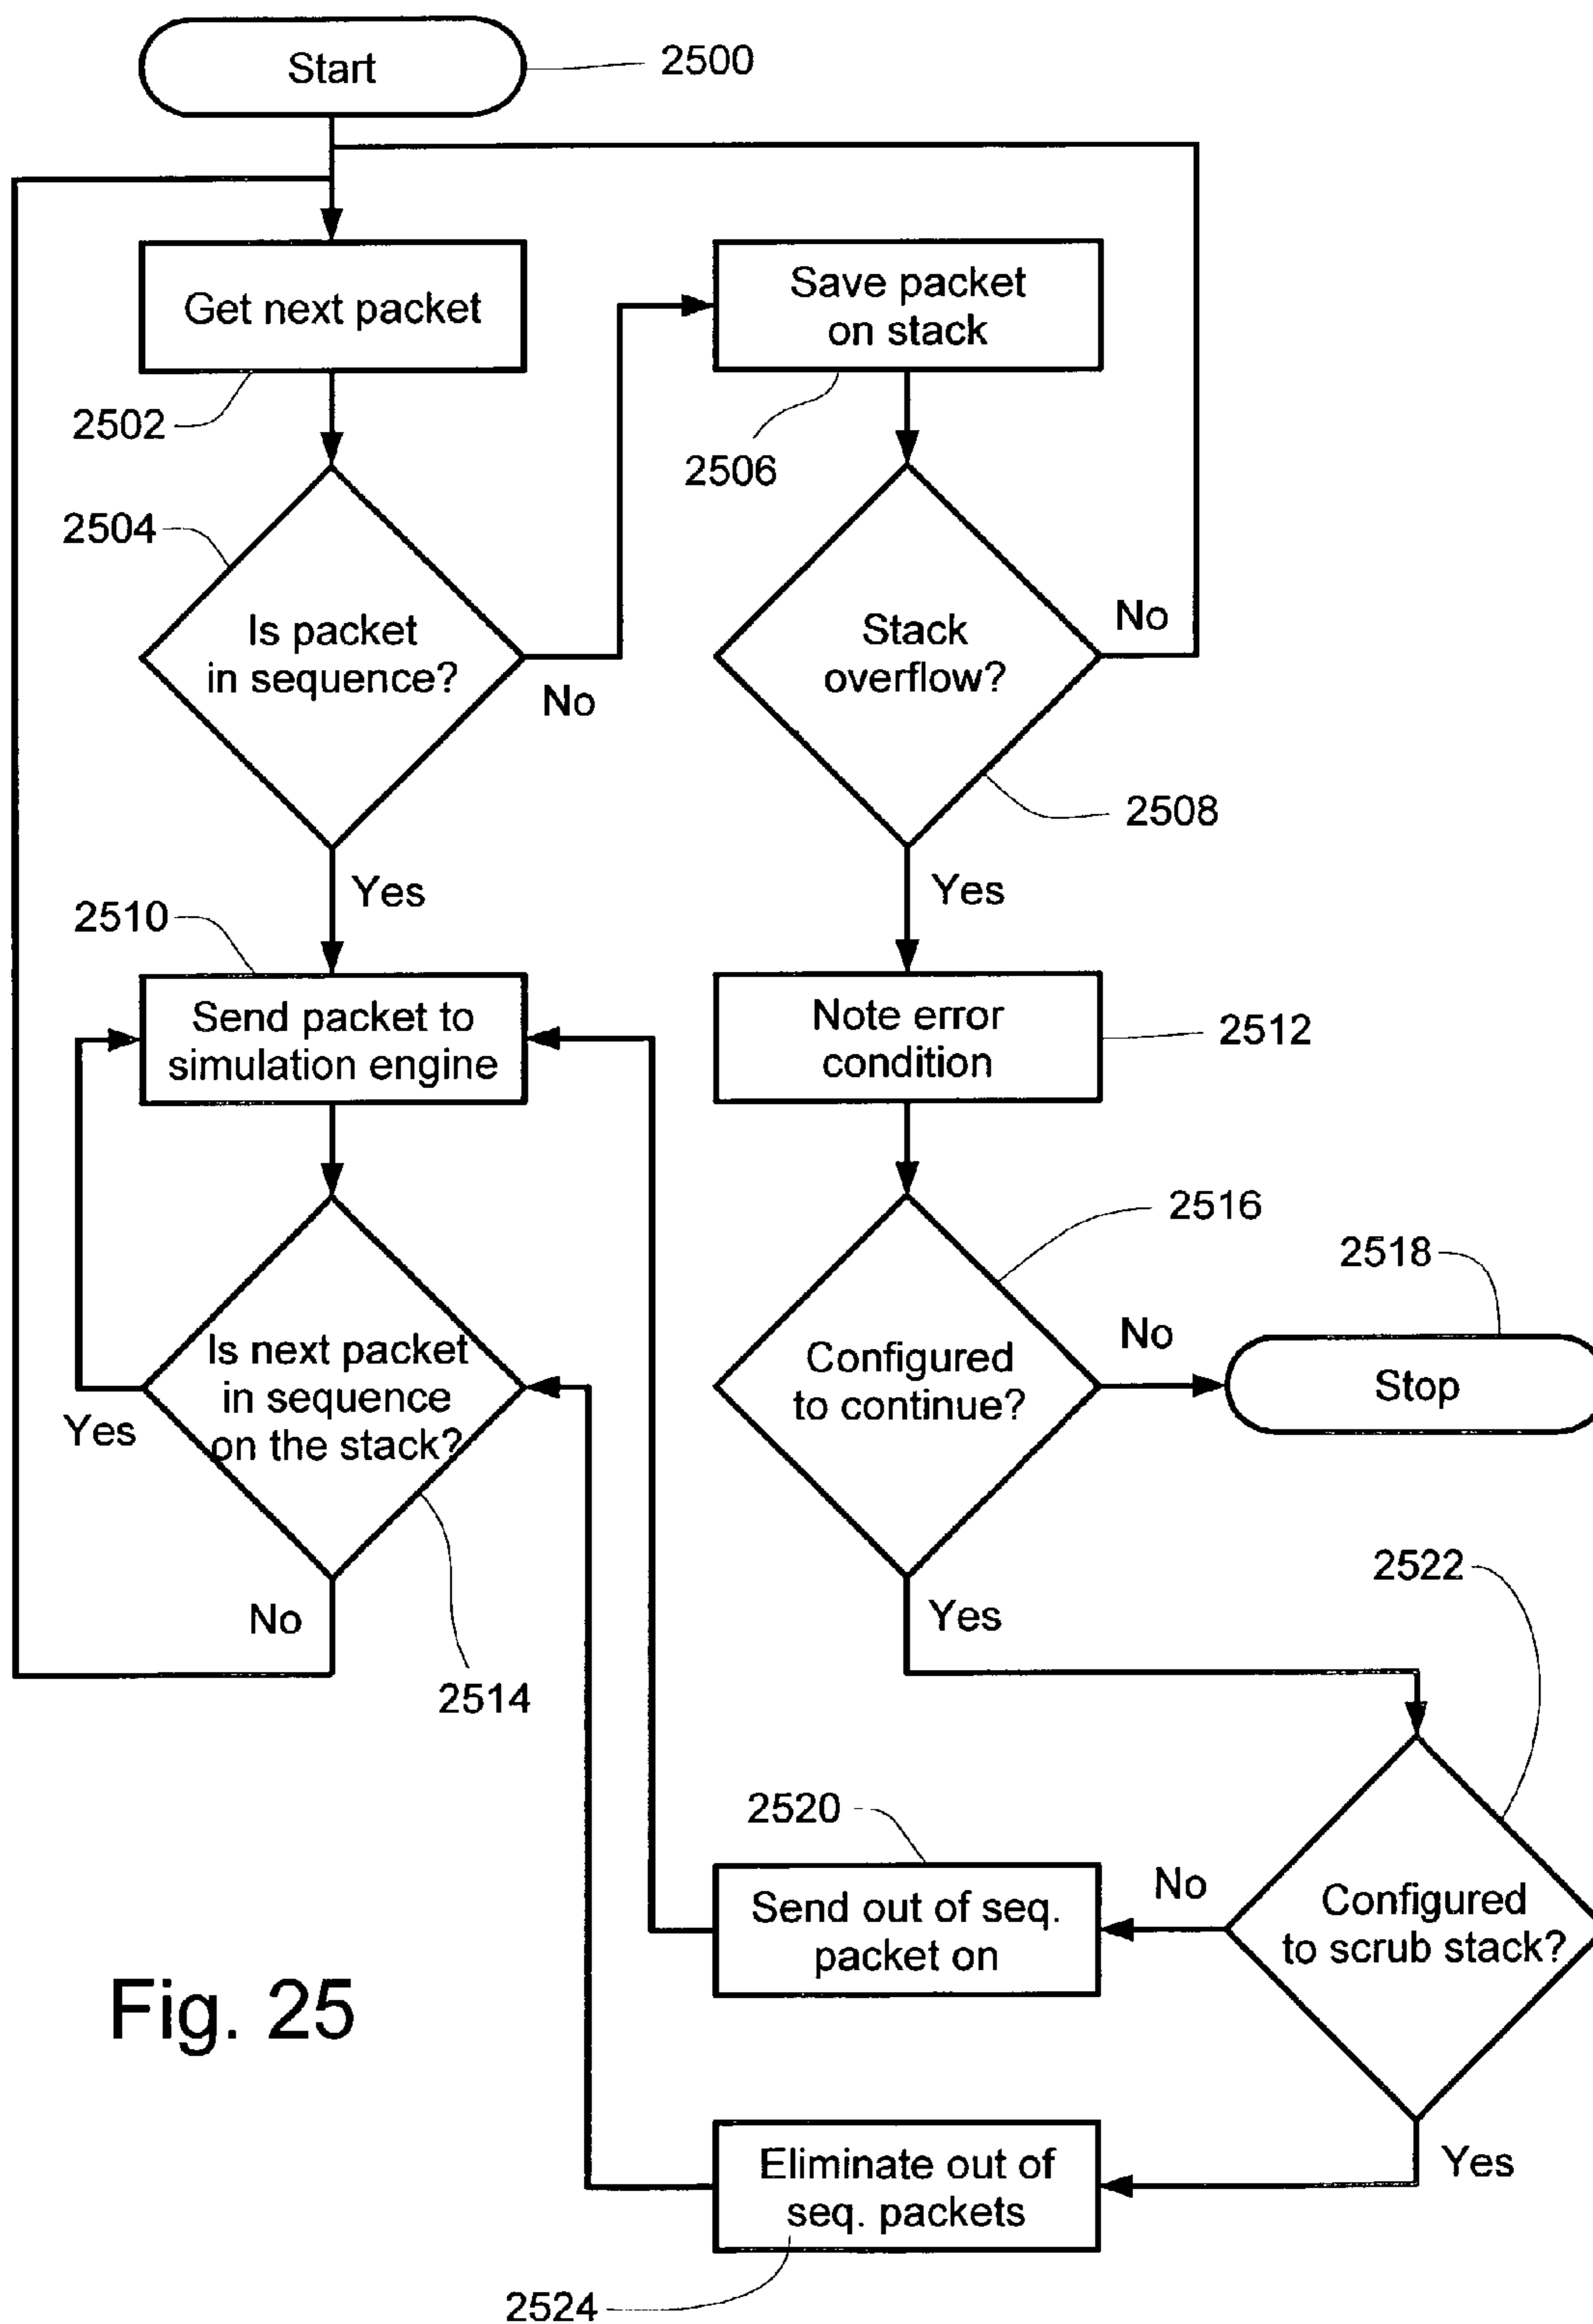 Start
2500
Get next packet
2502
Save packet
on stack
2506
2504
Is packet
in sequence?
No
Yes
Stack
overflow?
No
2508
Yes
2510
Send packet to
simulation engine
Note error
condition
2512
2516
2518
Is next packet
in sequence
on the stack?
Yes
No
2514
Configured
to continue?
No
Stop
Yes
2522
2520
Send out of seq.
packet on
No
Configured
to scrub stack?
Yes
Fig. 25
Eliminate out of
seq. packets
2524